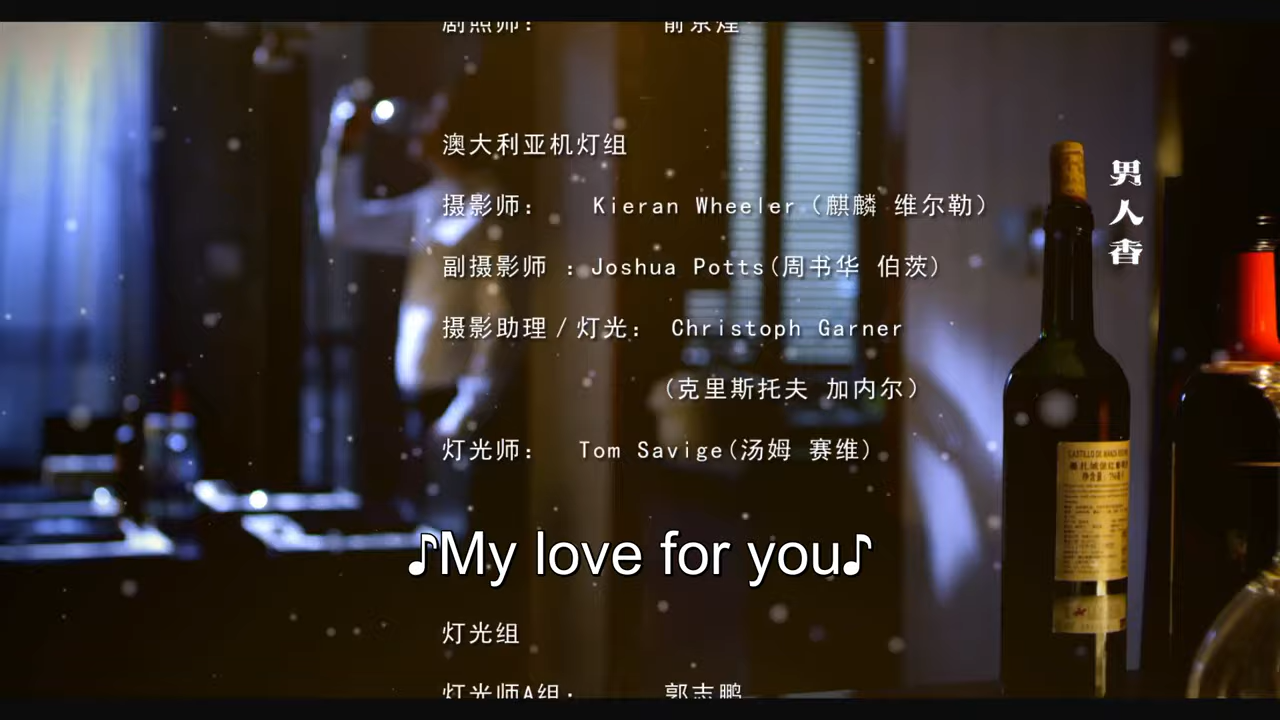 剧照师：
澳大利亚机灯组
摄影师： Kieran Wheeler（麒麟 维尔勒）
副摄影师 ：Joshua Potts(周书华 伯茨)
摄影助理/灯光： Christoph Garner
（克里斯托夫 加内尔）
灯光师： Tom Savige(汤姆 赛维)
♪My love for you♪
灯光组
灯光师A组： 郭志鹏
男人香